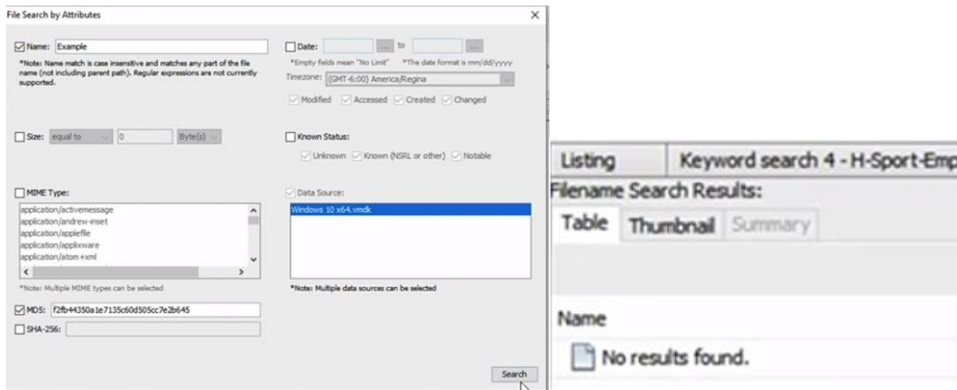 File Search by Attributes
Name: Example
*Note: Name match is case insensitive and matches any part of the file
name (not including parent path). Regular expressions are not currently
supported.
Date: ... to ...
*Empty fields mean "No Limit" *The date format is mm/dd/yyyy
Timezone: (GMT-6:00) America/Regina
Modified Accessed Created Changed
Size: equal to 0 Byte(s)
Known Status:
Unknown Known (NSRL or other) Notable
MIME Type:
application/activemessage
application/andrew-inset
application/applefile
application/applixware
application/atom+xml
*Note: Multiple MIME types can be selected
Data Source:
Windows 10 x64.vmdk
*Note: Multiple data sources can be selected
MD5: f2fb44350a1e7135c60d505cc7e2b645
SHA-256:
Search
Listing Keyword search 4 - H-Sport-Emp
Filename Search Results:
Table Thumbnail Summary
Name
No results found.